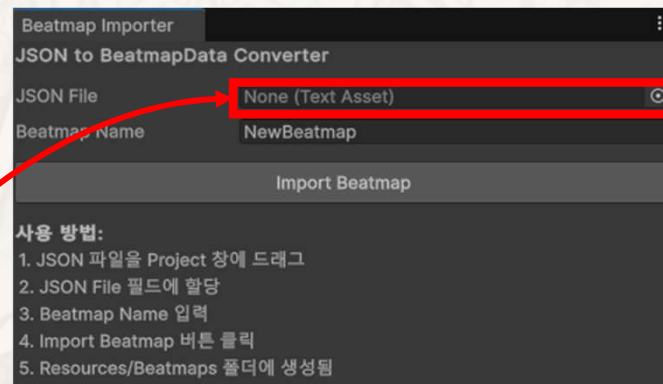 Beatmap Importer
JSON to BeatmapData Converter
JSON File None (Text Asset)
Beatmap Name NewBeatmap
Import Beatmap
사용 방법:
1. JSON 파일을 Project 창에 드래그
2. JSON File 필드에 할당
3. Beatmap Name 입력
4. Import Beatmap 버튼 클릭
5. Resources/Beatmaps 폴더에 생성됨